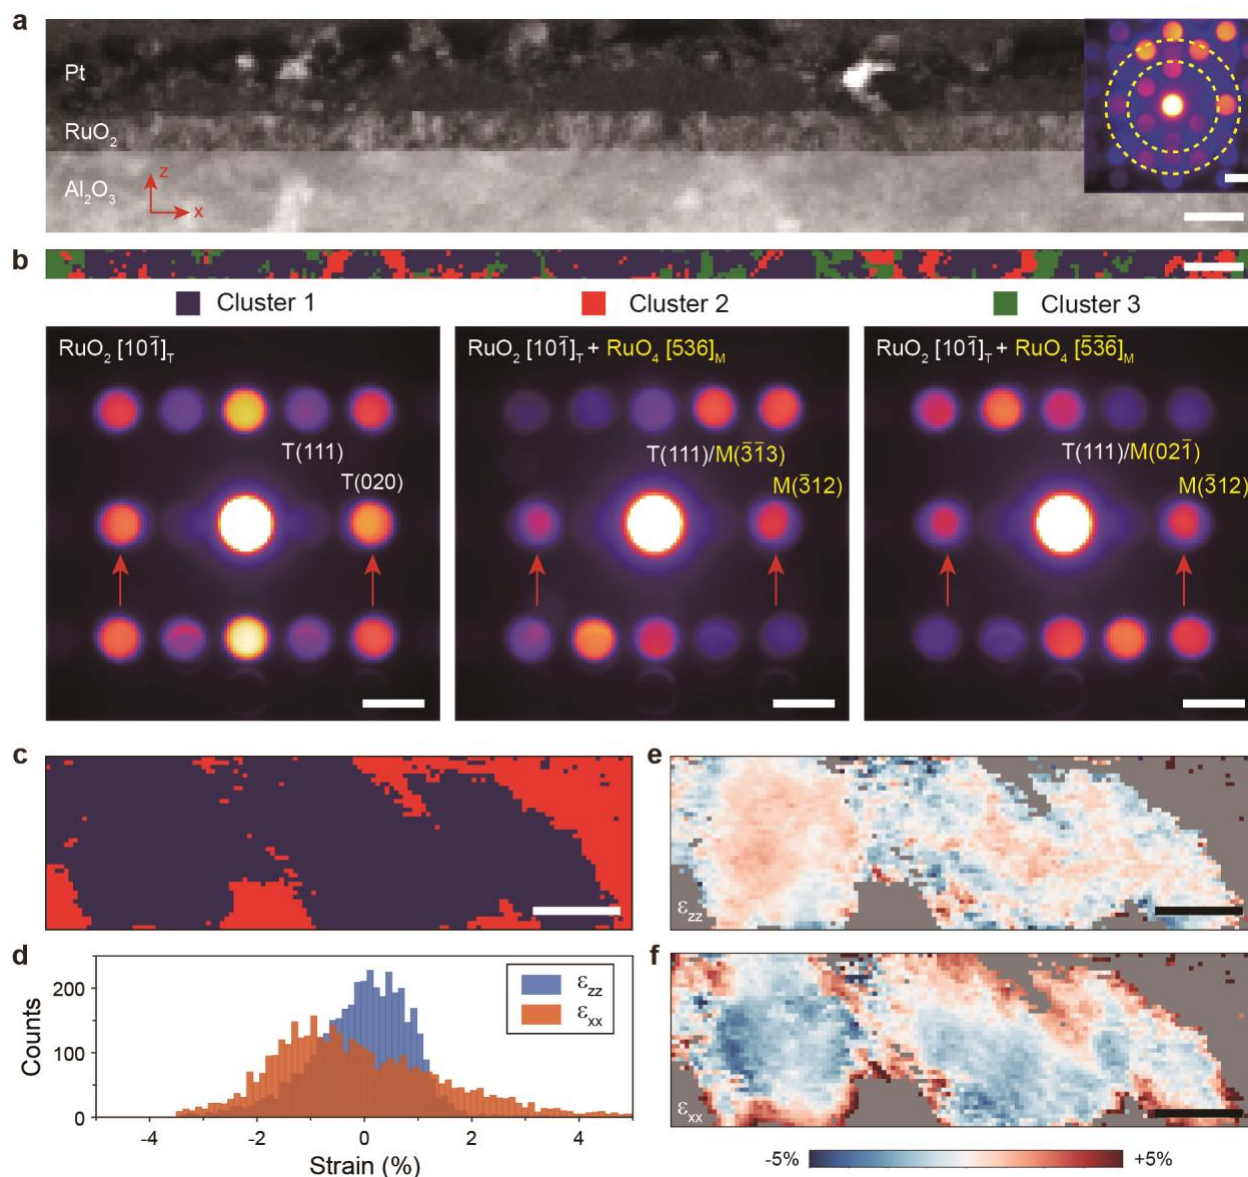 a
Pt
RuO₂
Al₂O₃
z
x
b
Cluster 1
Cluster 2
Cluster 3
RuO₂ [101̄]T
T(111)
T(020)
RuO₂ [101̄]T + RuO₄ [536]M
T(111)/M(3̄1̄3)
M(3̄12)
RuO₂ [101̄]T + RuO₄ [5̄3̄6̄]M
T(111)/M(021̄)
M(3̄12)
c
d
Counts
200
100
0
-4
-2
0
2
4
Strain (%)
εzz
εxx
e
εzz
f
εxx
-5%
+5%